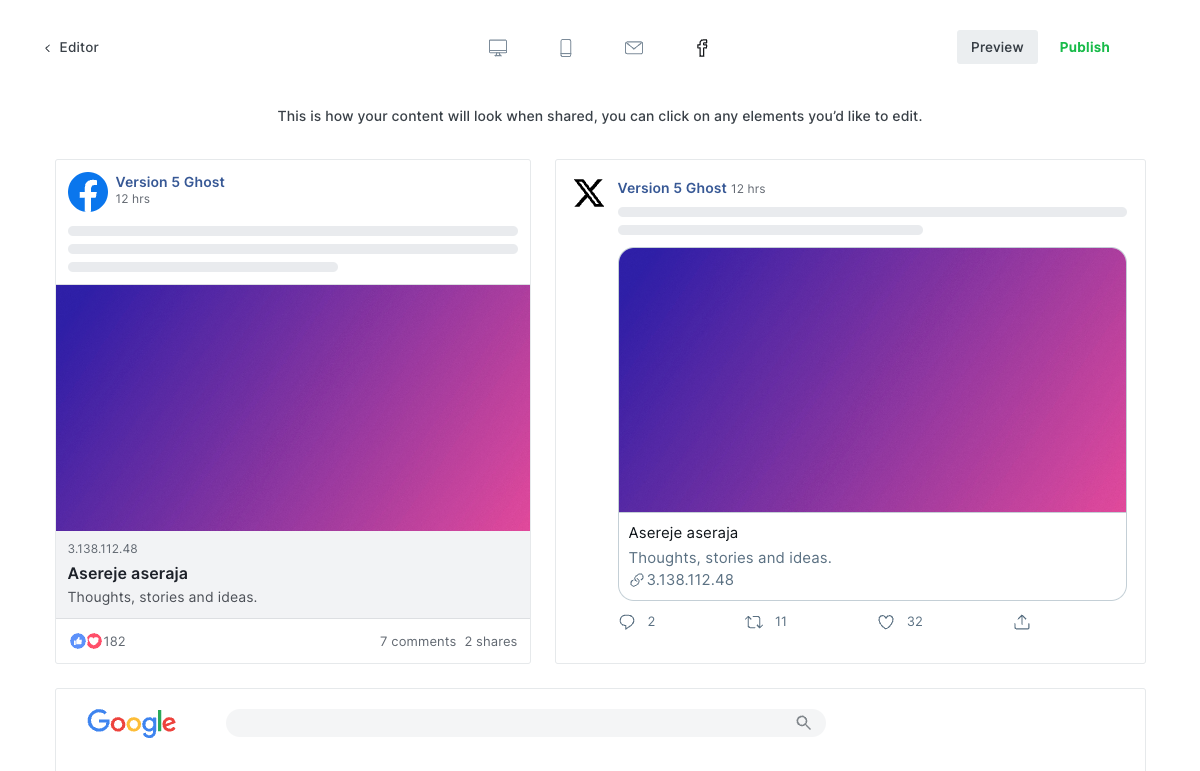 Editor
Preview
Publish
This is how your content will look when shared, you can click on any elements you’d like to edit.
Version 5 Ghost
12 hrs
3.138.112.48
Asereje aseraja
Thoughts, stories and ideas.
182
7 comments 2 shares
Version 5 Ghost 12 hrs
Asereje aseraja
Thoughts, stories and ideas.
3.138.112.48
2 11 32
Google